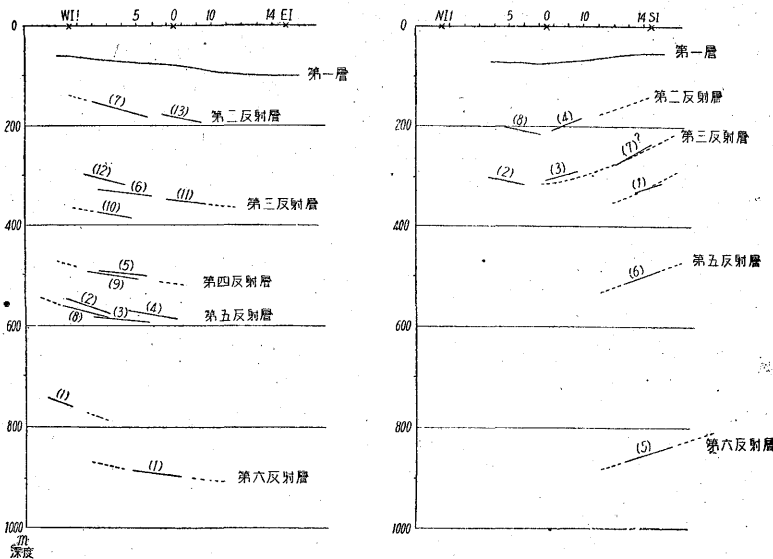 WI! 5 0 10 14 EI
0
第一層
(7) (13) 第二反射層
200
(12)
(6) (11) 第三反射層
(10)
400
(5)
(9) 第四反射層
(2) (3) (4) 第五反射層
(8)
600
(1)
800
(1) 第六反射層
1000
m
深度
NI! 5 0 10 14 SI
0
第一層
第二反射層
(8) (4)
200
(7)? 第三反射層
(2) (3) (1)
400
第五反射層
(6)
600
800
(5) 第六反射層
1000